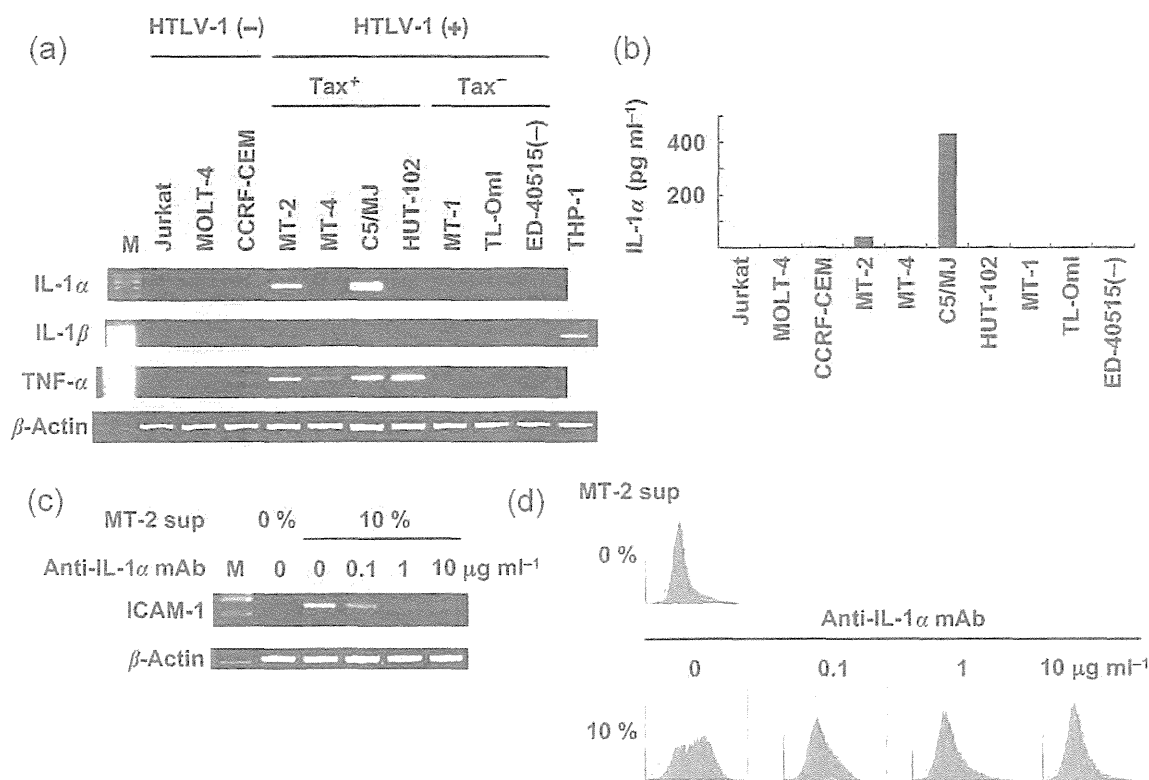 (a)
HTLV-1 (−) HTLV-1 (+)
Tax⁺ Tax⁻
M Jurkat MOLT-4 CCRF-CEM MT-2 MT-4 C5/MJ HUT-102 MT-1 TL-OmI ED-40515(−) THP-1
IL-1α
IL-1β
TNF-α
β-Actin
(b)
IL-1α (pg ml⁻¹)
400
200
Jurkat MOLT-4 CCRF-CEM MT-2 MT-4 C5/MJ HUT-102 MT-1 TL-OmI ED-40515(−)
(c)
MT-2 sup 0 % 10 %
Anti-IL-1α mAb M 0 0 0.1 1 10 μg ml⁻¹
ICAM-1
β-Actin
(d)
MT-2 sup
0 %
Anti-IL-1α mAb
0 0.1 1 10 μg ml⁻¹
10 %